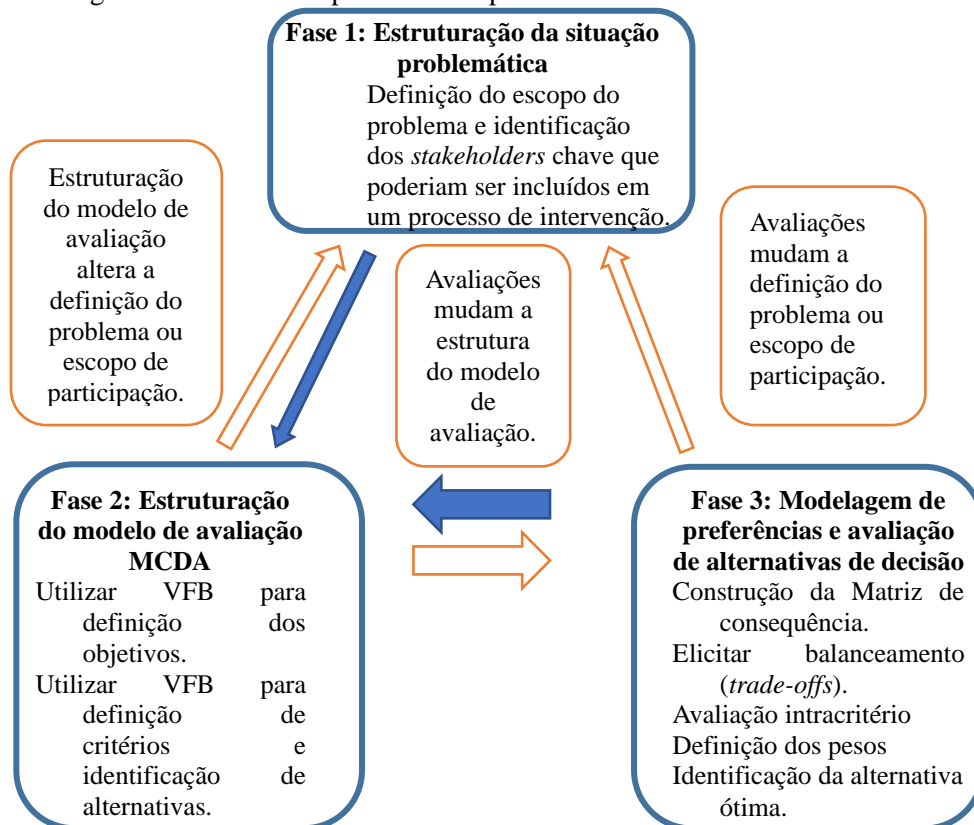 Fase 1: Estruturação da situação
problemática
Definição do escopo do
problema e identificação
dos stakeholders chave que
poderiam ser incluídos em
um processo de intervenção.
Estruturação
do modelo de
avaliação
altera a
definição do
problema ou
escopo de
participação.
Avaliações
mudam a
estrutura
do modelo
de
avaliação.
Avaliações
mudam a
definição do
problema ou
escopo de
participação.
Fase 2: Estruturação
do modelo de avaliação
MCDA
Utilizar VFB para
definição dos
objetivos.
Utilizar VFB para
definição de
critérios e
identificação de
alternativas.
Fase 3: Modelagem de
preferências e avaliação
de alternativas de decisão
Construção da Matriz de
consequência.
Elicitar balanceamento
(trade-offs).
Avaliação intracritério
Definição dos pesos
Identificação da alternativa
ótima.